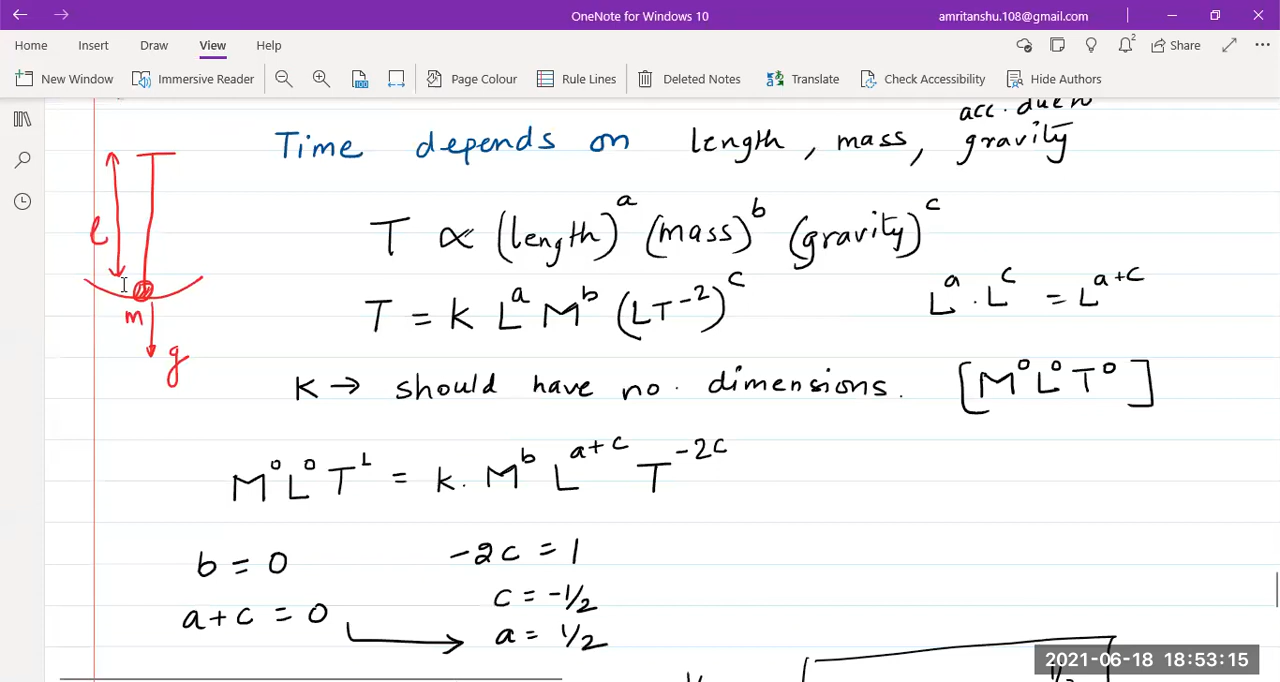 OneNote for Windows 10
amritanshu.108@gmail.com
Home Insert Draw View Help
Share
New Window Immersive Reader Page Colour Rule Lines Deleted Notes Translate Check Accessibility Hide Authors
acc. due to
Time depends on length, mass, gravity
T ∝ (length)^a (mass)^b (gravity)^c
l
T = k L^a M^b (LT^-2)^c
L^a . L^c = L^a+c
m
g
K → should have no. dimensions. [M^0 L^0 T^0]
M^0 L^0 T^1 = k. M^b L^a+c T^-2c
b = 0
-2c = 1
c = -1/2
a+c = 0
a = 1/2
2021-06-18 18:53:15